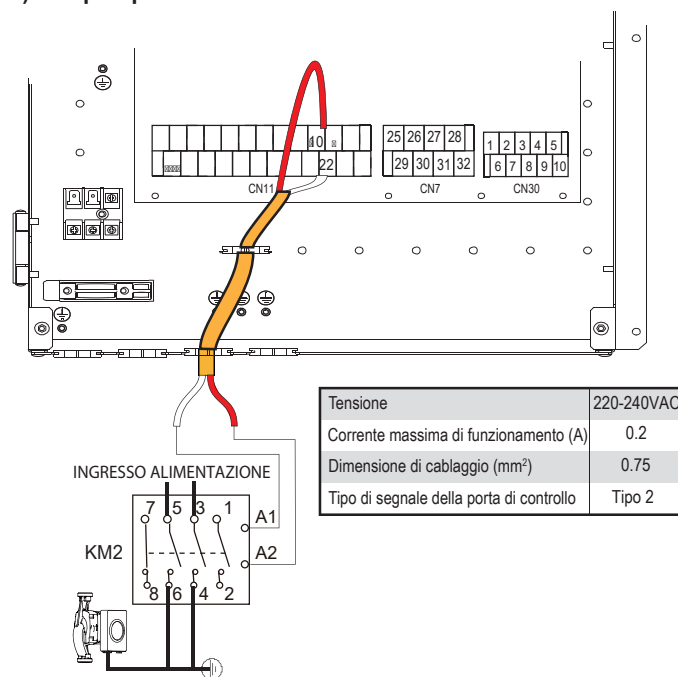 10
25 26 27 28
1 2 3 4 5
22
29 30 31 32
6 7 8 9 10
CN11
CN7
CN30
Tensione 220-240VAC
Corrente massima di funzionamento (A) 0.2
Dimensione di cablaggio (mm²) 0.75
Tipo di segnale della porta di controllo Tipo 2
INGRESSO ALIMENTAZIONE
7 5 3 1
A1
KM2
A2
8 6 4 2